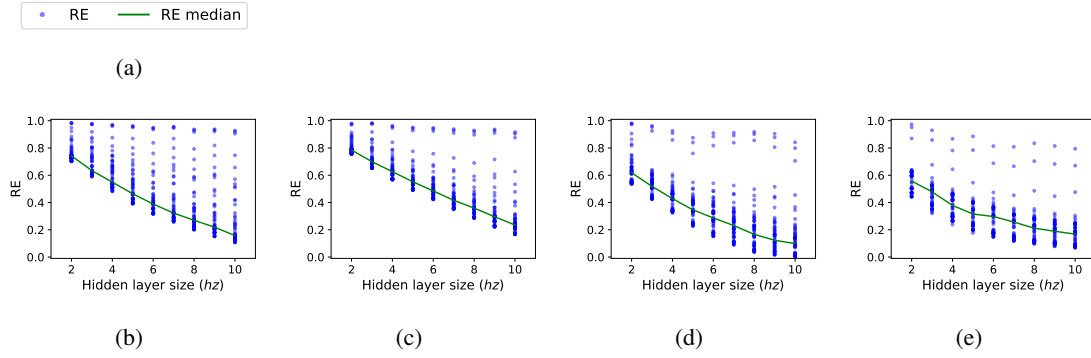 RE RE median
(a)
1.0 0.8 0.6 0.4 0.2 0.0
RE
2 4 6 8 10
Hidden layer size (hz)
(b)
1.0 0.8 0.6 0.4 0.2 0.0
RE
2 4 6 8 10
Hidden layer size (hz)
(c)
1.0 0.8 0.6 0.4 0.2 0.0
RE
2 4 6 8 10
Hidden layer size (hz)
(d)
1.0 0.8 0.6 0.4 0.2 0.0
RE
2 4 6 8 10
Hidden layer size (hz)
(e)